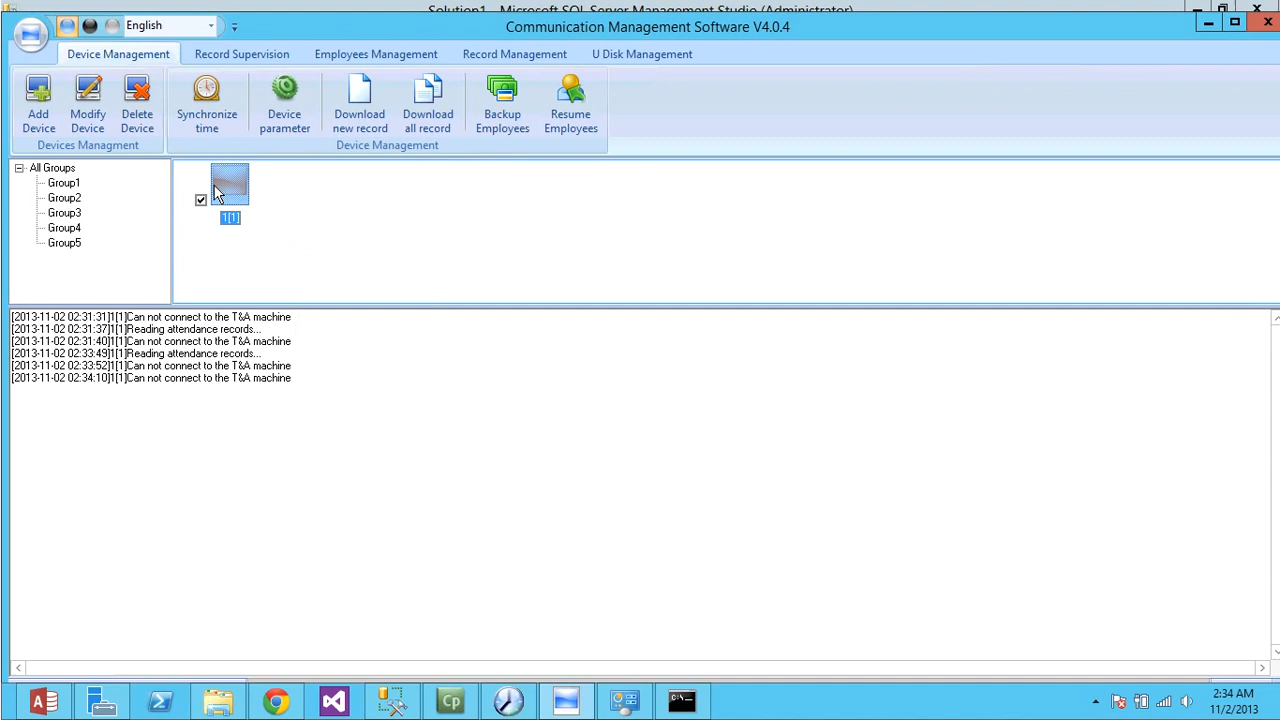 Solution1 - Microsoft SQL Server Management Studio (Administrator)
English
Communication Management Software V4.0.4
Device Management
Record Supervision
Employees Management
Record Management
U Disk Management
Add Device
Modify Device
Delete Device
Synchronize time
Device parameter
Download new record
Download all record
Backup Employees
Resume Employees
Devices Managment
Device Management
All Groups
Group1
Group2
Group3
Group4
Group5
1[1]
[2013-11-02 02:31:31]1[1]Can not connect to the T&A machine
[2013-11-02 02:31:37]1[1]Reading attendance records...
[2013-11-02 02:31:40]1[1]Can not connect to the T&A machine
[2013-11-02 02:33:49]1[1]Reading attendance records...
[2013-11-02 02:33:52]1[1]Can not connect to the T&A machine
[2013-11-02 02:34:10]1[1]Can not connect to the T&A machine
Cp
C:\
2:34 AM
11/2/2013